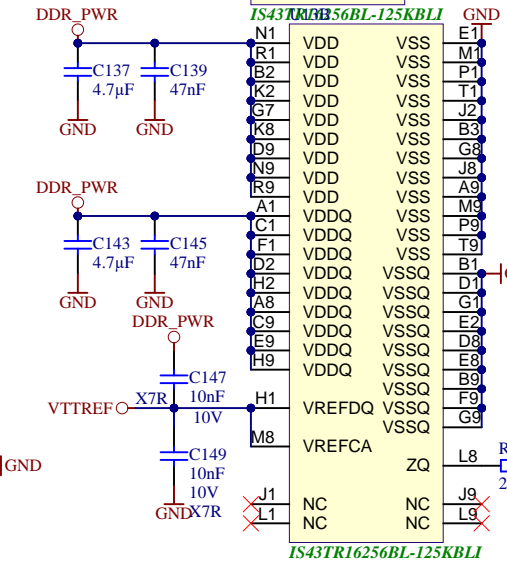 DDR_PWR
IS43TR16256BL-125KBLI
GND
C137
4.7µF
C139
47nF
GND
GND
N1 VDD VSS E1
R1 VDD VSS M1
B2 VDD VSS P1
K2 VDD VSS T1
G7 VDD VSS J2
K8 VDD VSS B3
D9 VDD VSS G8
N9 VDD VSS J8
R9 VDD VSS A9
DDR_PWR
A1 VDDQ VSS M9
C1 VDDQ VSS P9
F1 VDDQ VSS T9
D2 VDDQ VSSQ B1
H2 VDDQ VSSQ D1
A8 VDDQ VSSQ G1
C9 VDDQ VSSQ E2
E9 VDDQ VSSQ D8
H9 VDDQ VSSQ E8
VSSQ B9
C143
4.7µF
C145
47nF
GND
GND
DDR_PWR
C147
10nF
10V
X7R
VTTREF
H1 VREFDQ VSSQ F9
VSSQ G9
M8 VREFCA
C149
10nF
10V
X7R
GND
GND
ZQ L8
R
2
J1 NC NC J9
L1 NC NC L9
IS43TR16256BL-125KBLI